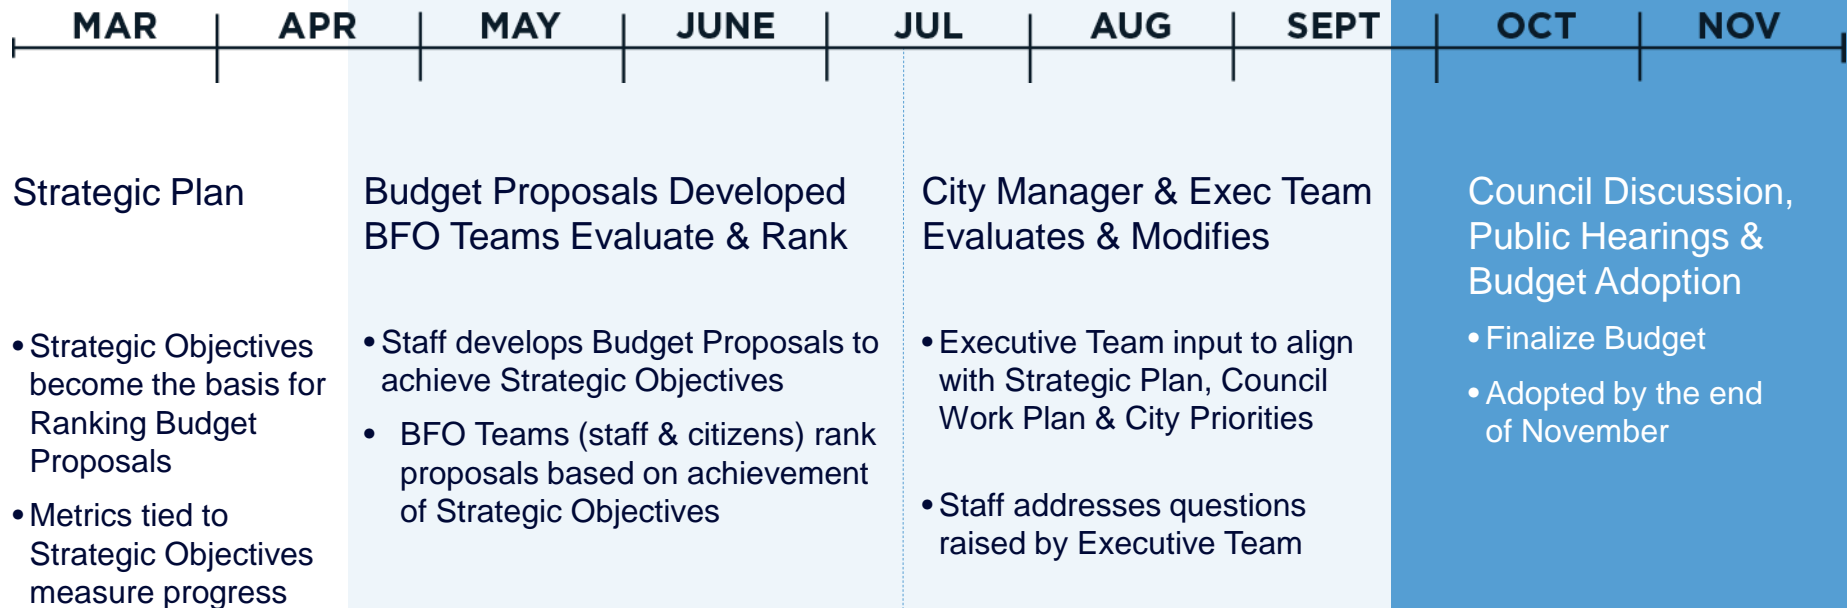 MAR APR MAY JUNE JUL AUG SEPT OCT NOV
Strategic Plan
• Strategic Objectives
become the basis for
Ranking Budget
Proposals
• Metrics tied to
Strategic Objectives
measure progress
Budget Proposals Developed
BFO Teams Evaluate & Rank
• Staff develops Budget Proposals to
achieve Strategic Objectives
• BFO Teams (staff & citizens) rank
proposals based on achievement
of Strategic Objectives
City Manager & Exec Team
Evaluates & Modifies
• Executive Team input to align
with Strategic Plan, Council
Work Plan & City Priorities
• Staff addresses questions
raised by Executive Team
Council Discussion,
Public Hearings &
Budget Adoption
• Finalize Budget
• Adopted by the end
of November